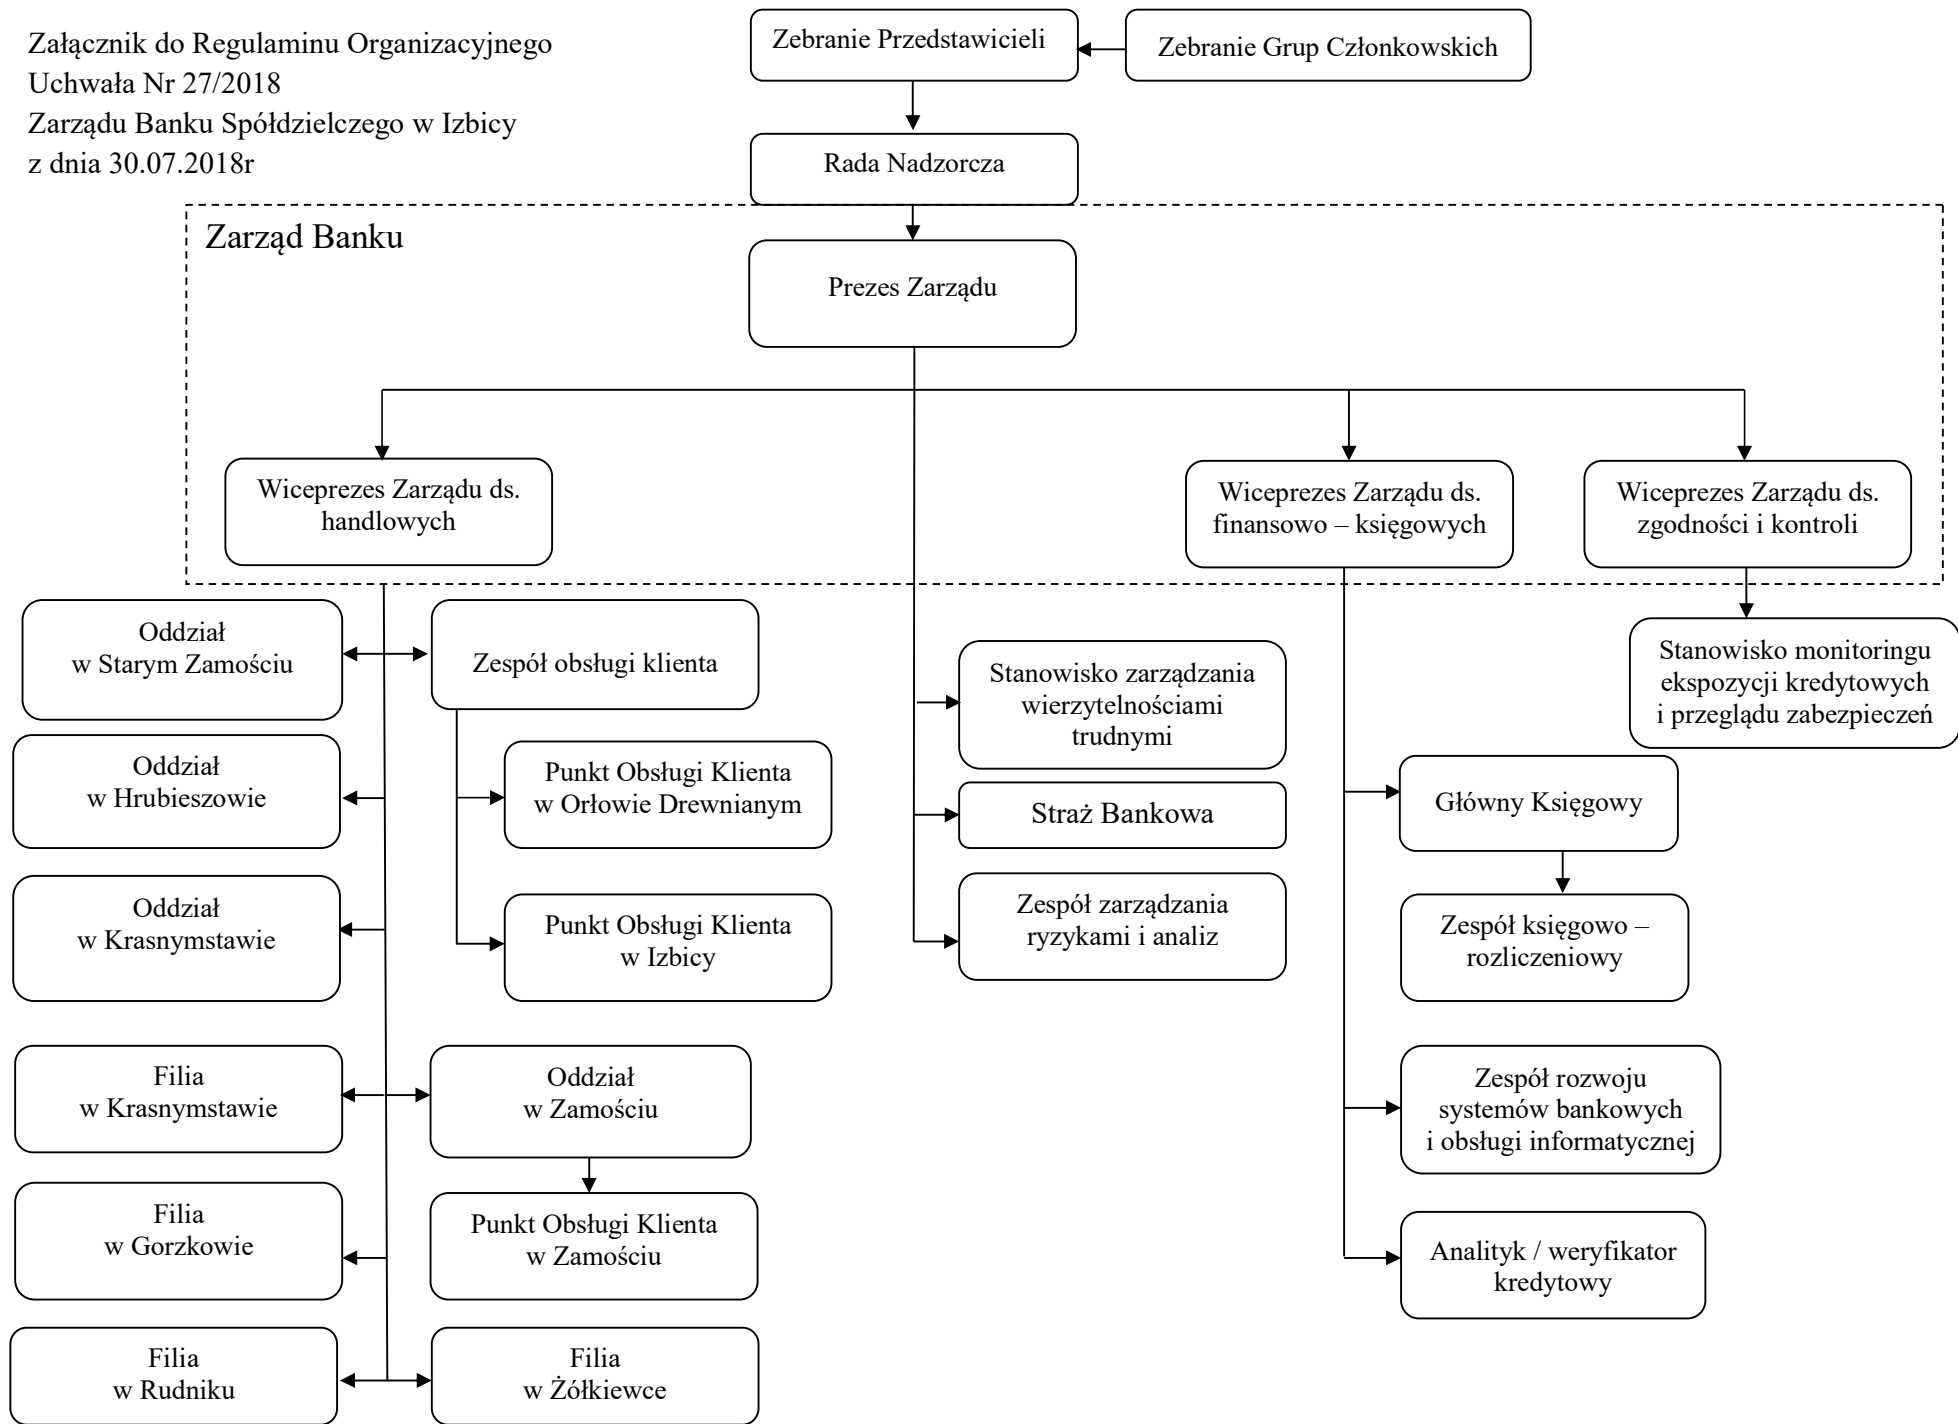 Załącznik do Regulaminu Organizacyjnego
Uchwała Nr 27/2018
Zarządu Banku Spółdzielczego w Izbicy
z dnia 30.07.2018r
Zebranie Przedstawicieli
Zebranie Grup Członkowskich
Rada Nadzorcza
Zarząd Banku
Prezes Zarządu
Wiceprezes Zarządu ds.
handlowych
Wiceprezes Zarządu ds.
finansowo – księgowych
Wiceprezes Zarządu ds.
zgodności i kontroli
Oddział
w Starym Zamościu
Zespół obsługi klienta
Stanowisko zarządzania
wierzytelnościami
trudnymi
Stanowisko monitoringu
ekspozycji kredytowych
i przeglądu zabezpieczeń
Oddział
w Hrubieszowie
Punkt Obsługi Klienta
w Orłowie Drewnianym
Straż Bankowa
Główny Księgowy
Oddział
w Krasnymstawie
Punkt Obsługi Klienta
w Izbicy
Zespół zarządzania
ryzykami i analiz
Zespół księgowo –
rozliczeniowy
Filia
w Krasnymstawie
Oddział
w Zamościu
Zespół rozwoju
systemów bankowych
i obsługi informatycznej
Filia
w Gorzkowie
Punkt Obsługi Klienta
w Zamościu
Analityk / weryfikator
kredytowy
Filia
w Rudniku
Filia
w Żółkiewce